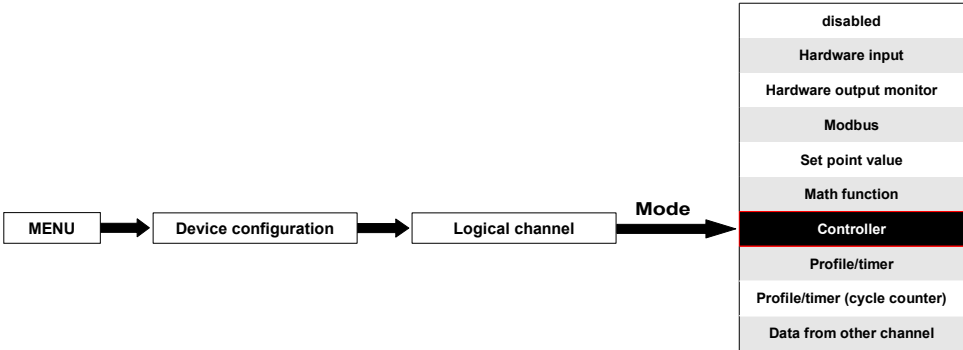 disabled
Hardware input
Hardware output monitor
Modbus
Set point value
Math function
Mode
MENU
Device configuration
Logical channel
Controller
Profile/timer
Profile/timer (cycle counter)
Data from other channel